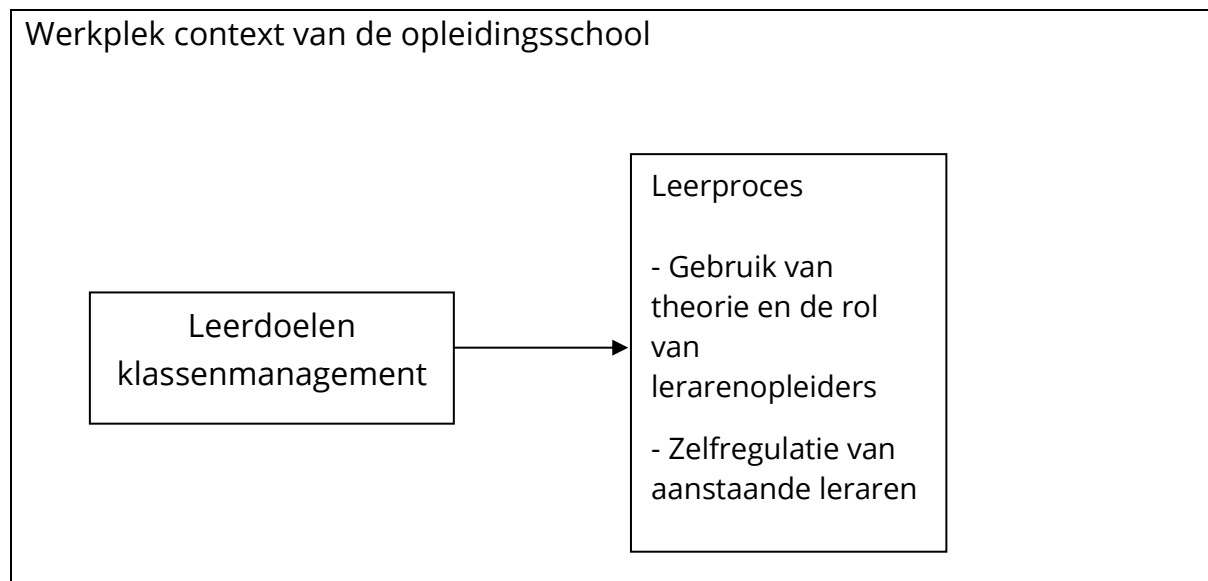 Werkplek context van de opleidingsschool
Leerdoelen
klassenmanagement
Leerproces
- Gebruik van
theorie en de rol
van
lerarenopleiders
- Zelfregulatie van
aanstaande leraren